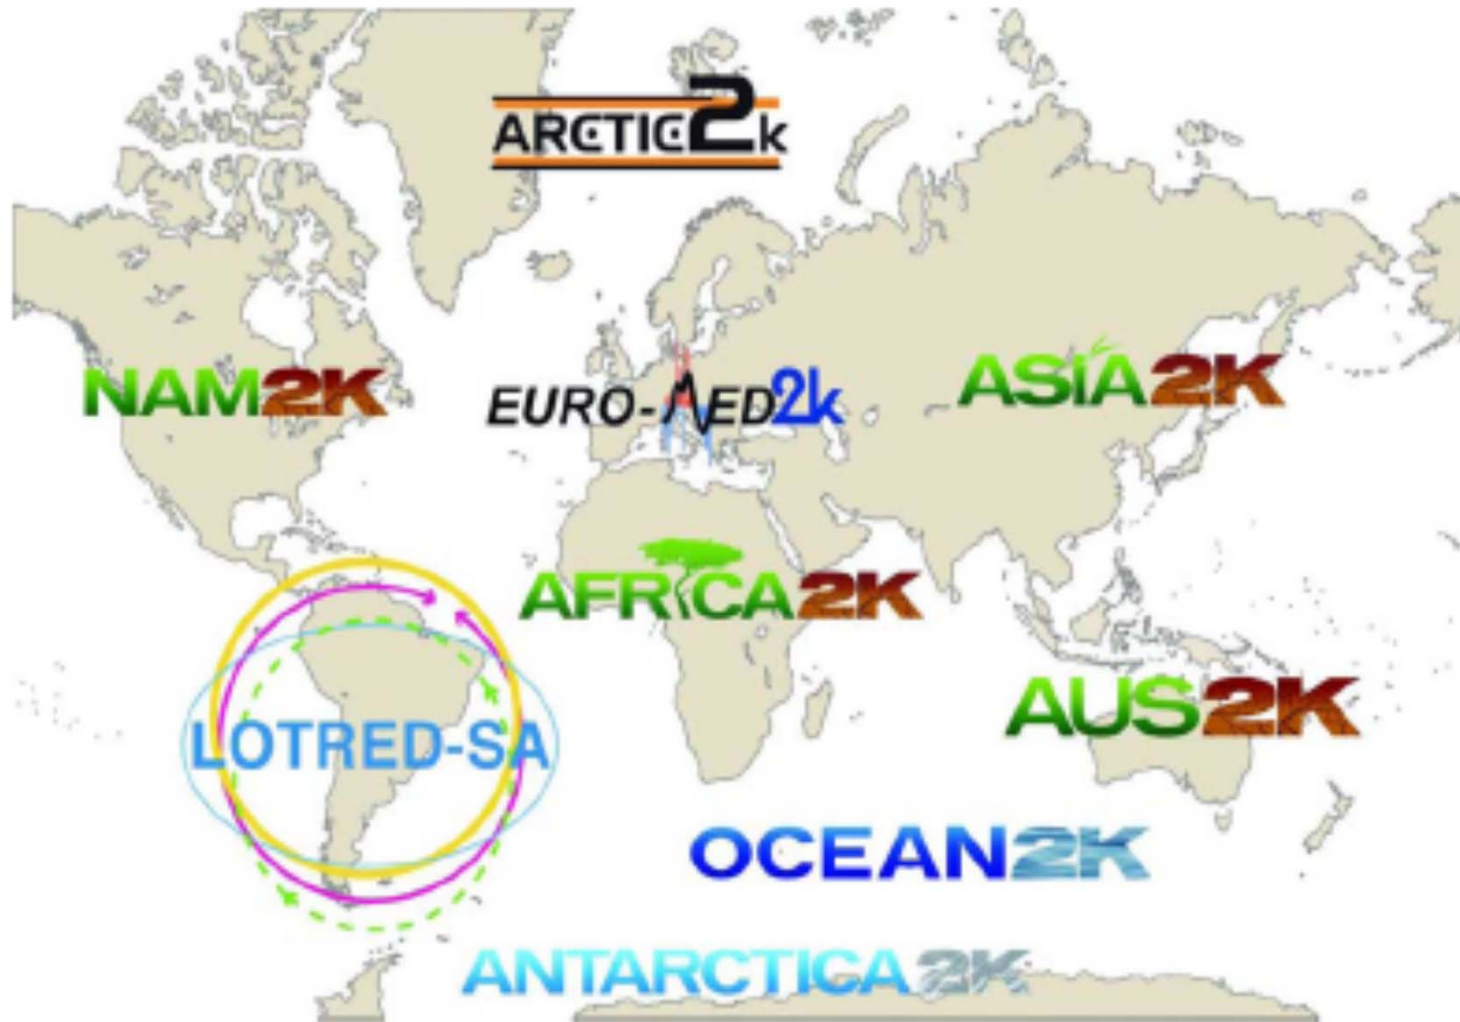 ARCTIC2k
NAM2K
EURO-MED2k
ASIA2K
AFRICA2K
LOTRED-SA
AUS2K
OCEAN2K
ANTARCTICA2K